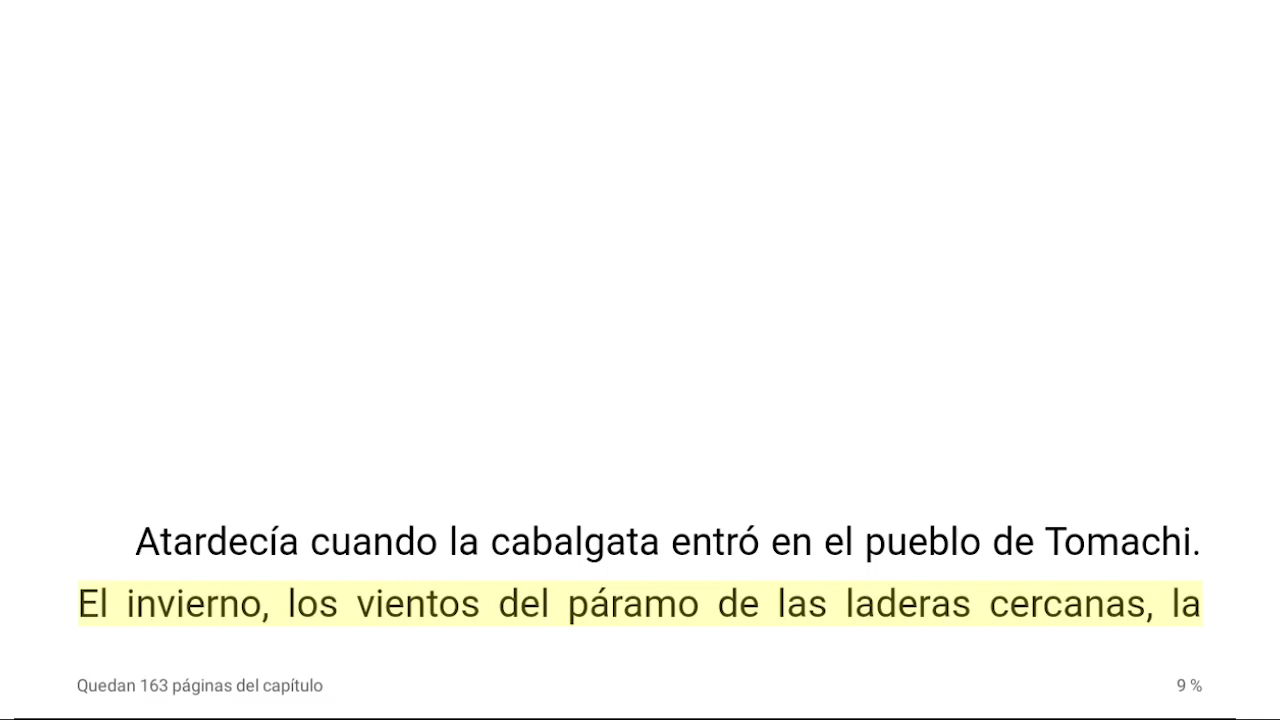 Atardecía cuando la cabalgata entró en el pueblo de Tomachi.
El invierno, los vientos del páramo de las laderas cercanas, la
Quedan 163 páginas del capítulo
9 %